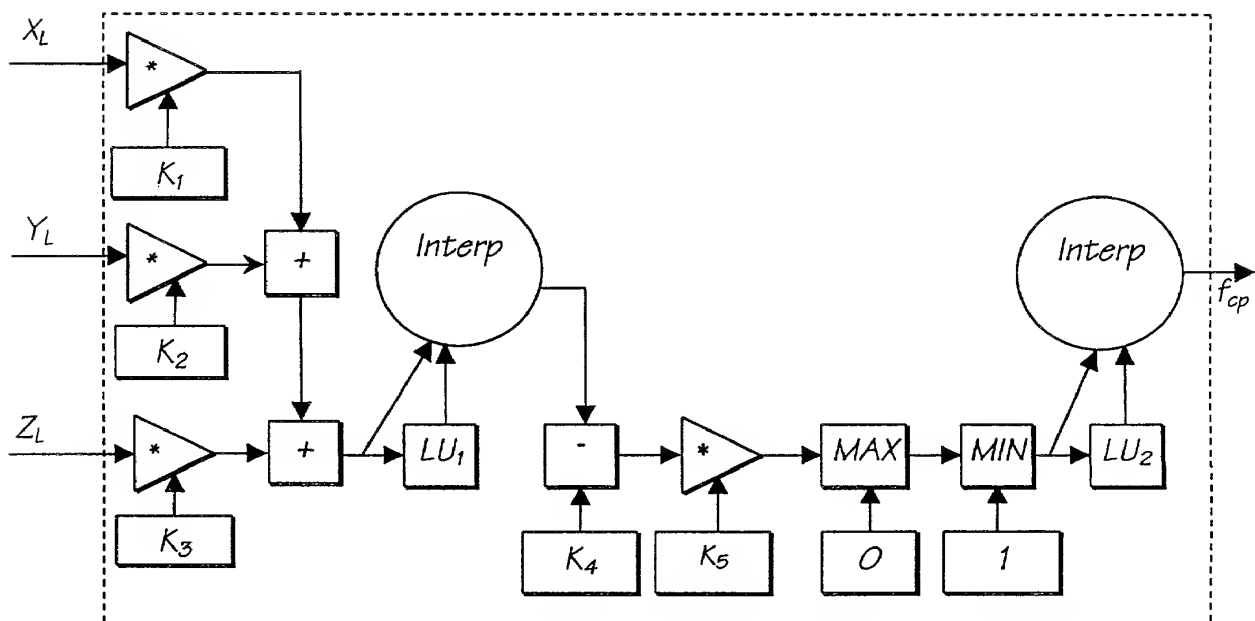 X_L
*
K_1
Y_L
*
+
Interp
Interp
f_cp
K_2
Z_L
*
+
LU_1
-
*
MAX
MIN
LU_2
K_3
K_4
K_5
0
1